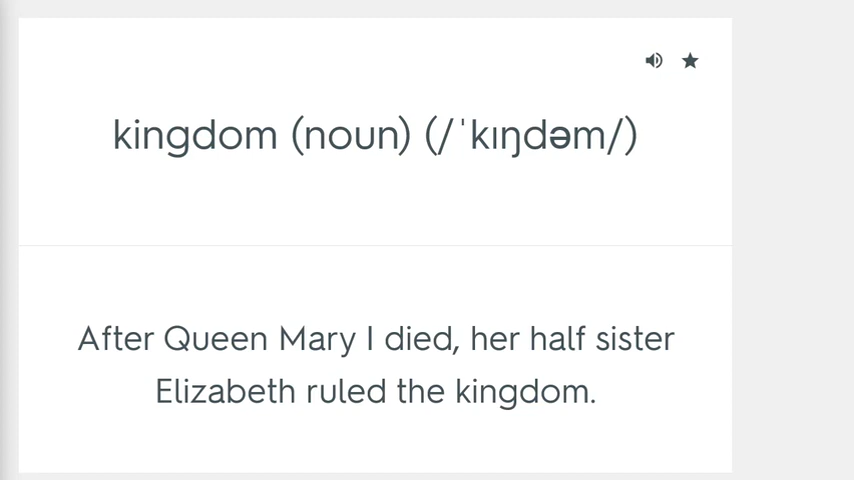 kingdom (noun) (/ˈkɪŋdəm/)
After Queen Mary I died, her half sister
Elizabeth ruled the kingdom.